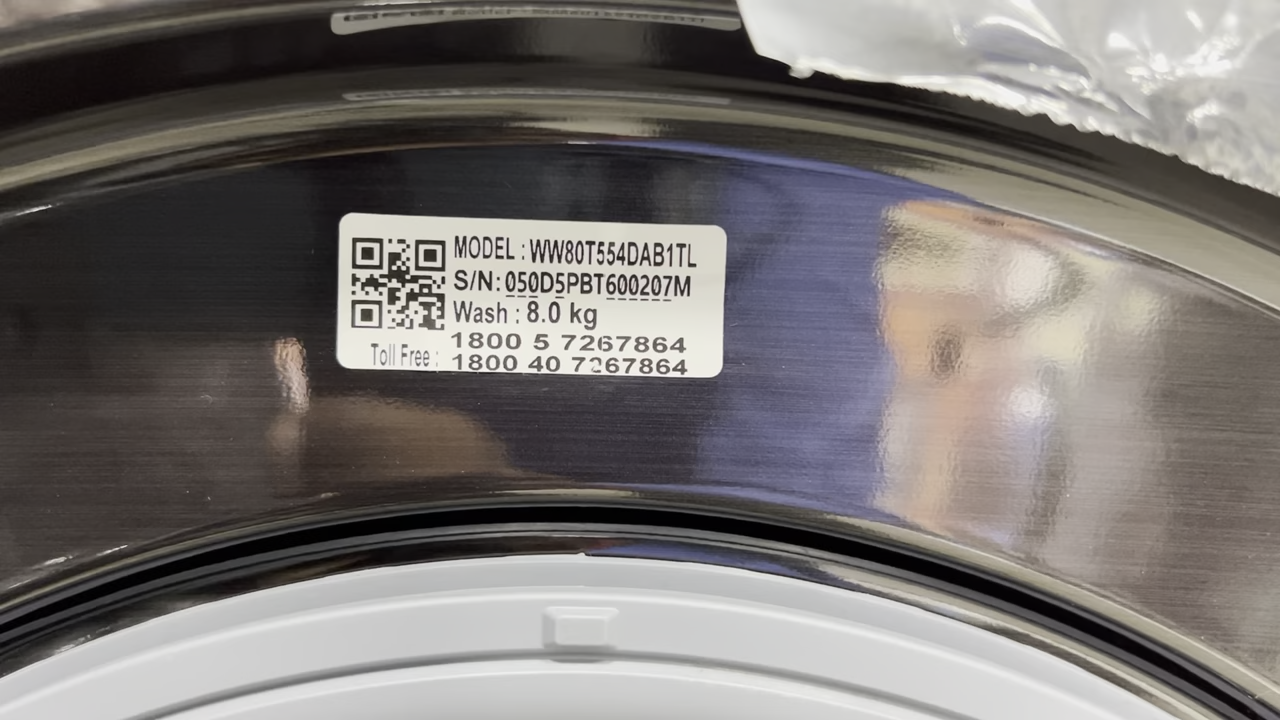 MODEL : WW80T554DAB1TL
S/N: 050D5PBT600207M
Wash : 8.0 kg
1800 5 7267864
Toll Free : 1800 40 7267864